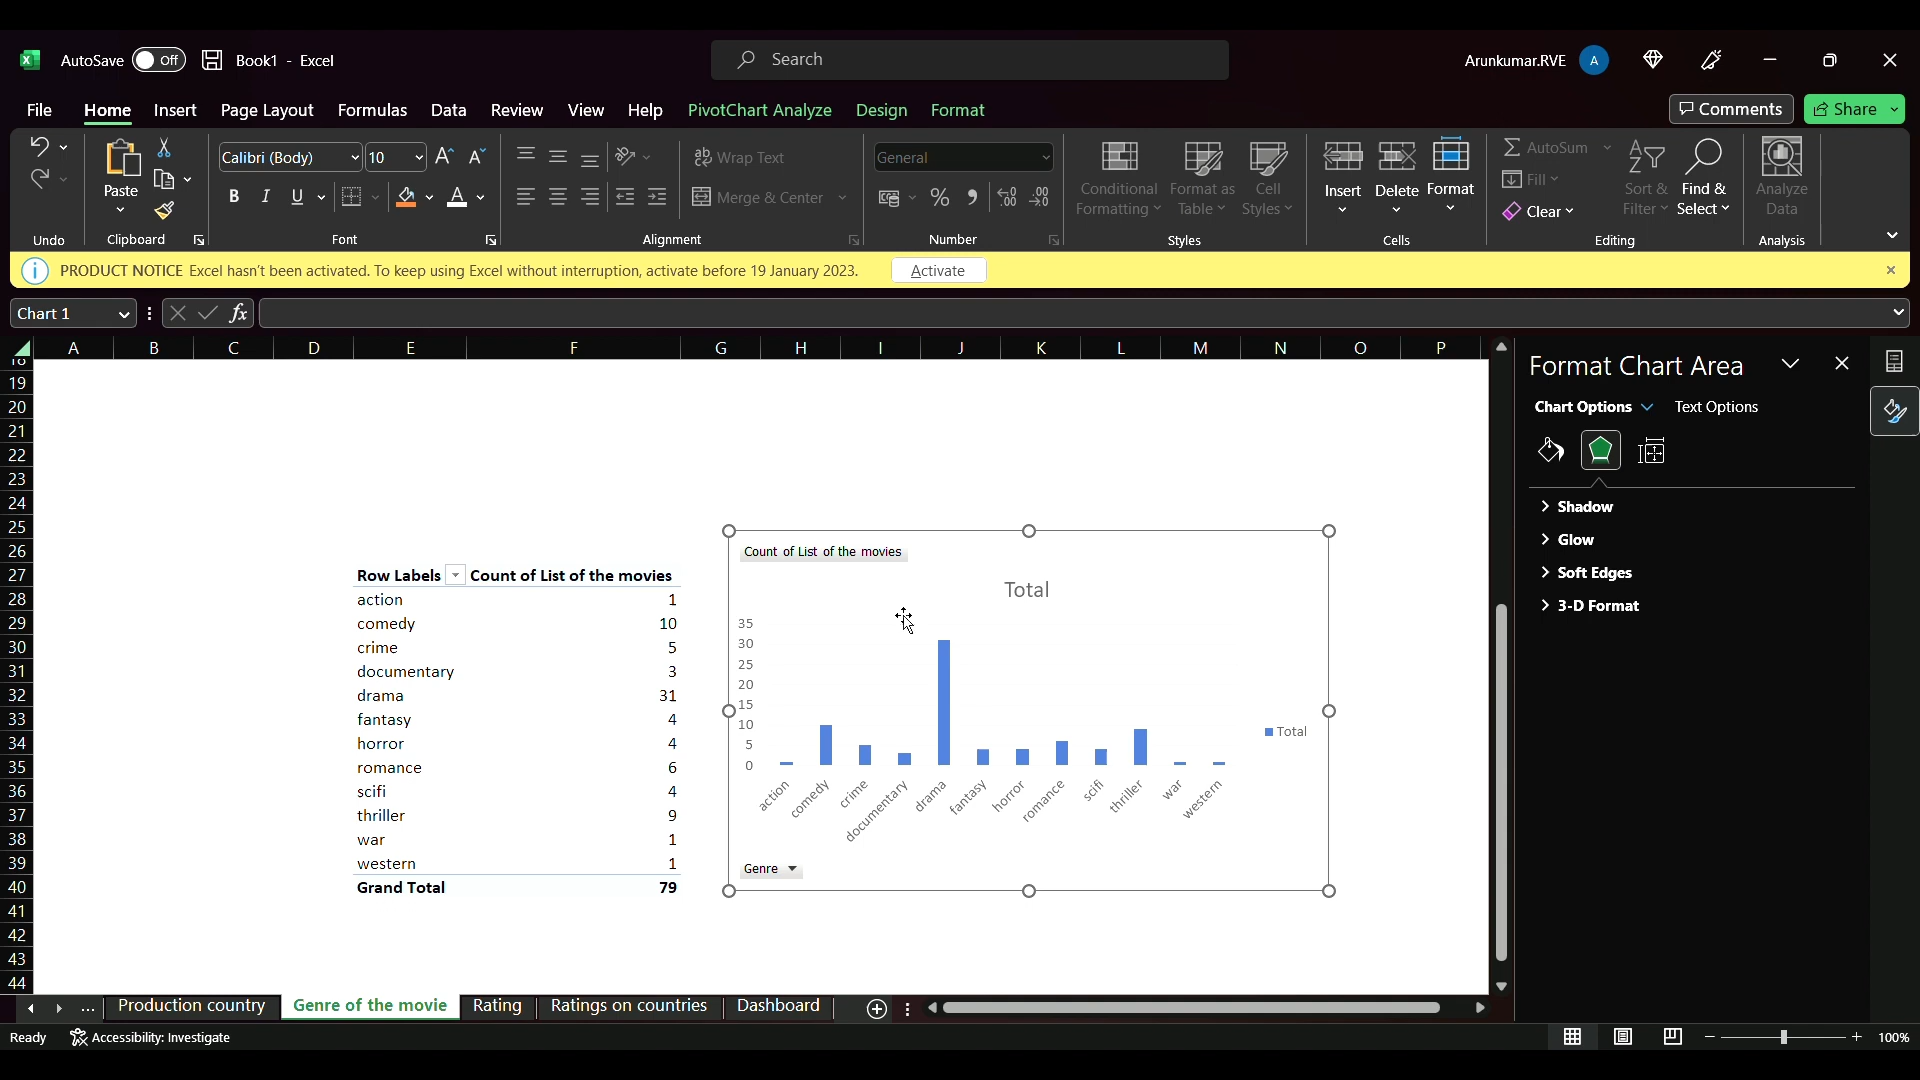 AutoSave Off Book1 - Excel Search Arunkumar.RVE A
File Home Insert Page Layout Formulas Data Review View Help PivotChart Analyze Design Format Comments Share
Paste Calibri (Body) 10 Wrap Text General Conditional Formatting Format as Table Cell Styles Insert Delete Format AutoSum Fill Clear Sort & Filter Find & Select Analyze Data
B I U Merge & Center
Undo Clipboard Font Alignment Number Styles Cells Editing Analysis
PRODUCT NOTICE Excel hasn't been activated. To keep using Excel without interruption, activate before 19 January 2023. Activate
Chart 1 fx
A B C D E F G H I J K L M N O P
19
20
21
22
23
24
25
26
27
28
29
30
31
32
33
34
35
36
37
38
39
40
41
42
43
44
Row Labels Count of List of the movies
action 1
comedy 10
crime 5
documentary 3
drama 31
fantasy 4
horror 4
romance 6
scifi 4
thriller 9
war 1
western 1
Grand Total 79
Count of List of the movies
Total
35
30
25
20
15
10
5
0
action comedy crime documentary drama fantasy horror romance scifi thriller war western
Total
Genre
Format Chart Area
Chart Options Text Options
Shadow
Glow
Soft Edges
3-D Format
... Production country Genre of the movie Rating Ratings on countries Dashboard
Ready Accessibility: Investigate 100%